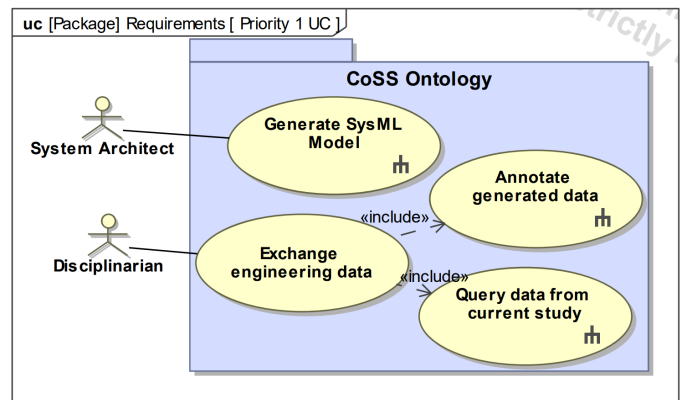 uc [Package] Requirements [ Priority 1 UC ]
trictly
CoSS Ontology
Generate SysML
Model
System Architect
Annotate
generated data
«include»
Exchange
engineering data
Disciplinarian
«include»
Query data from
current study